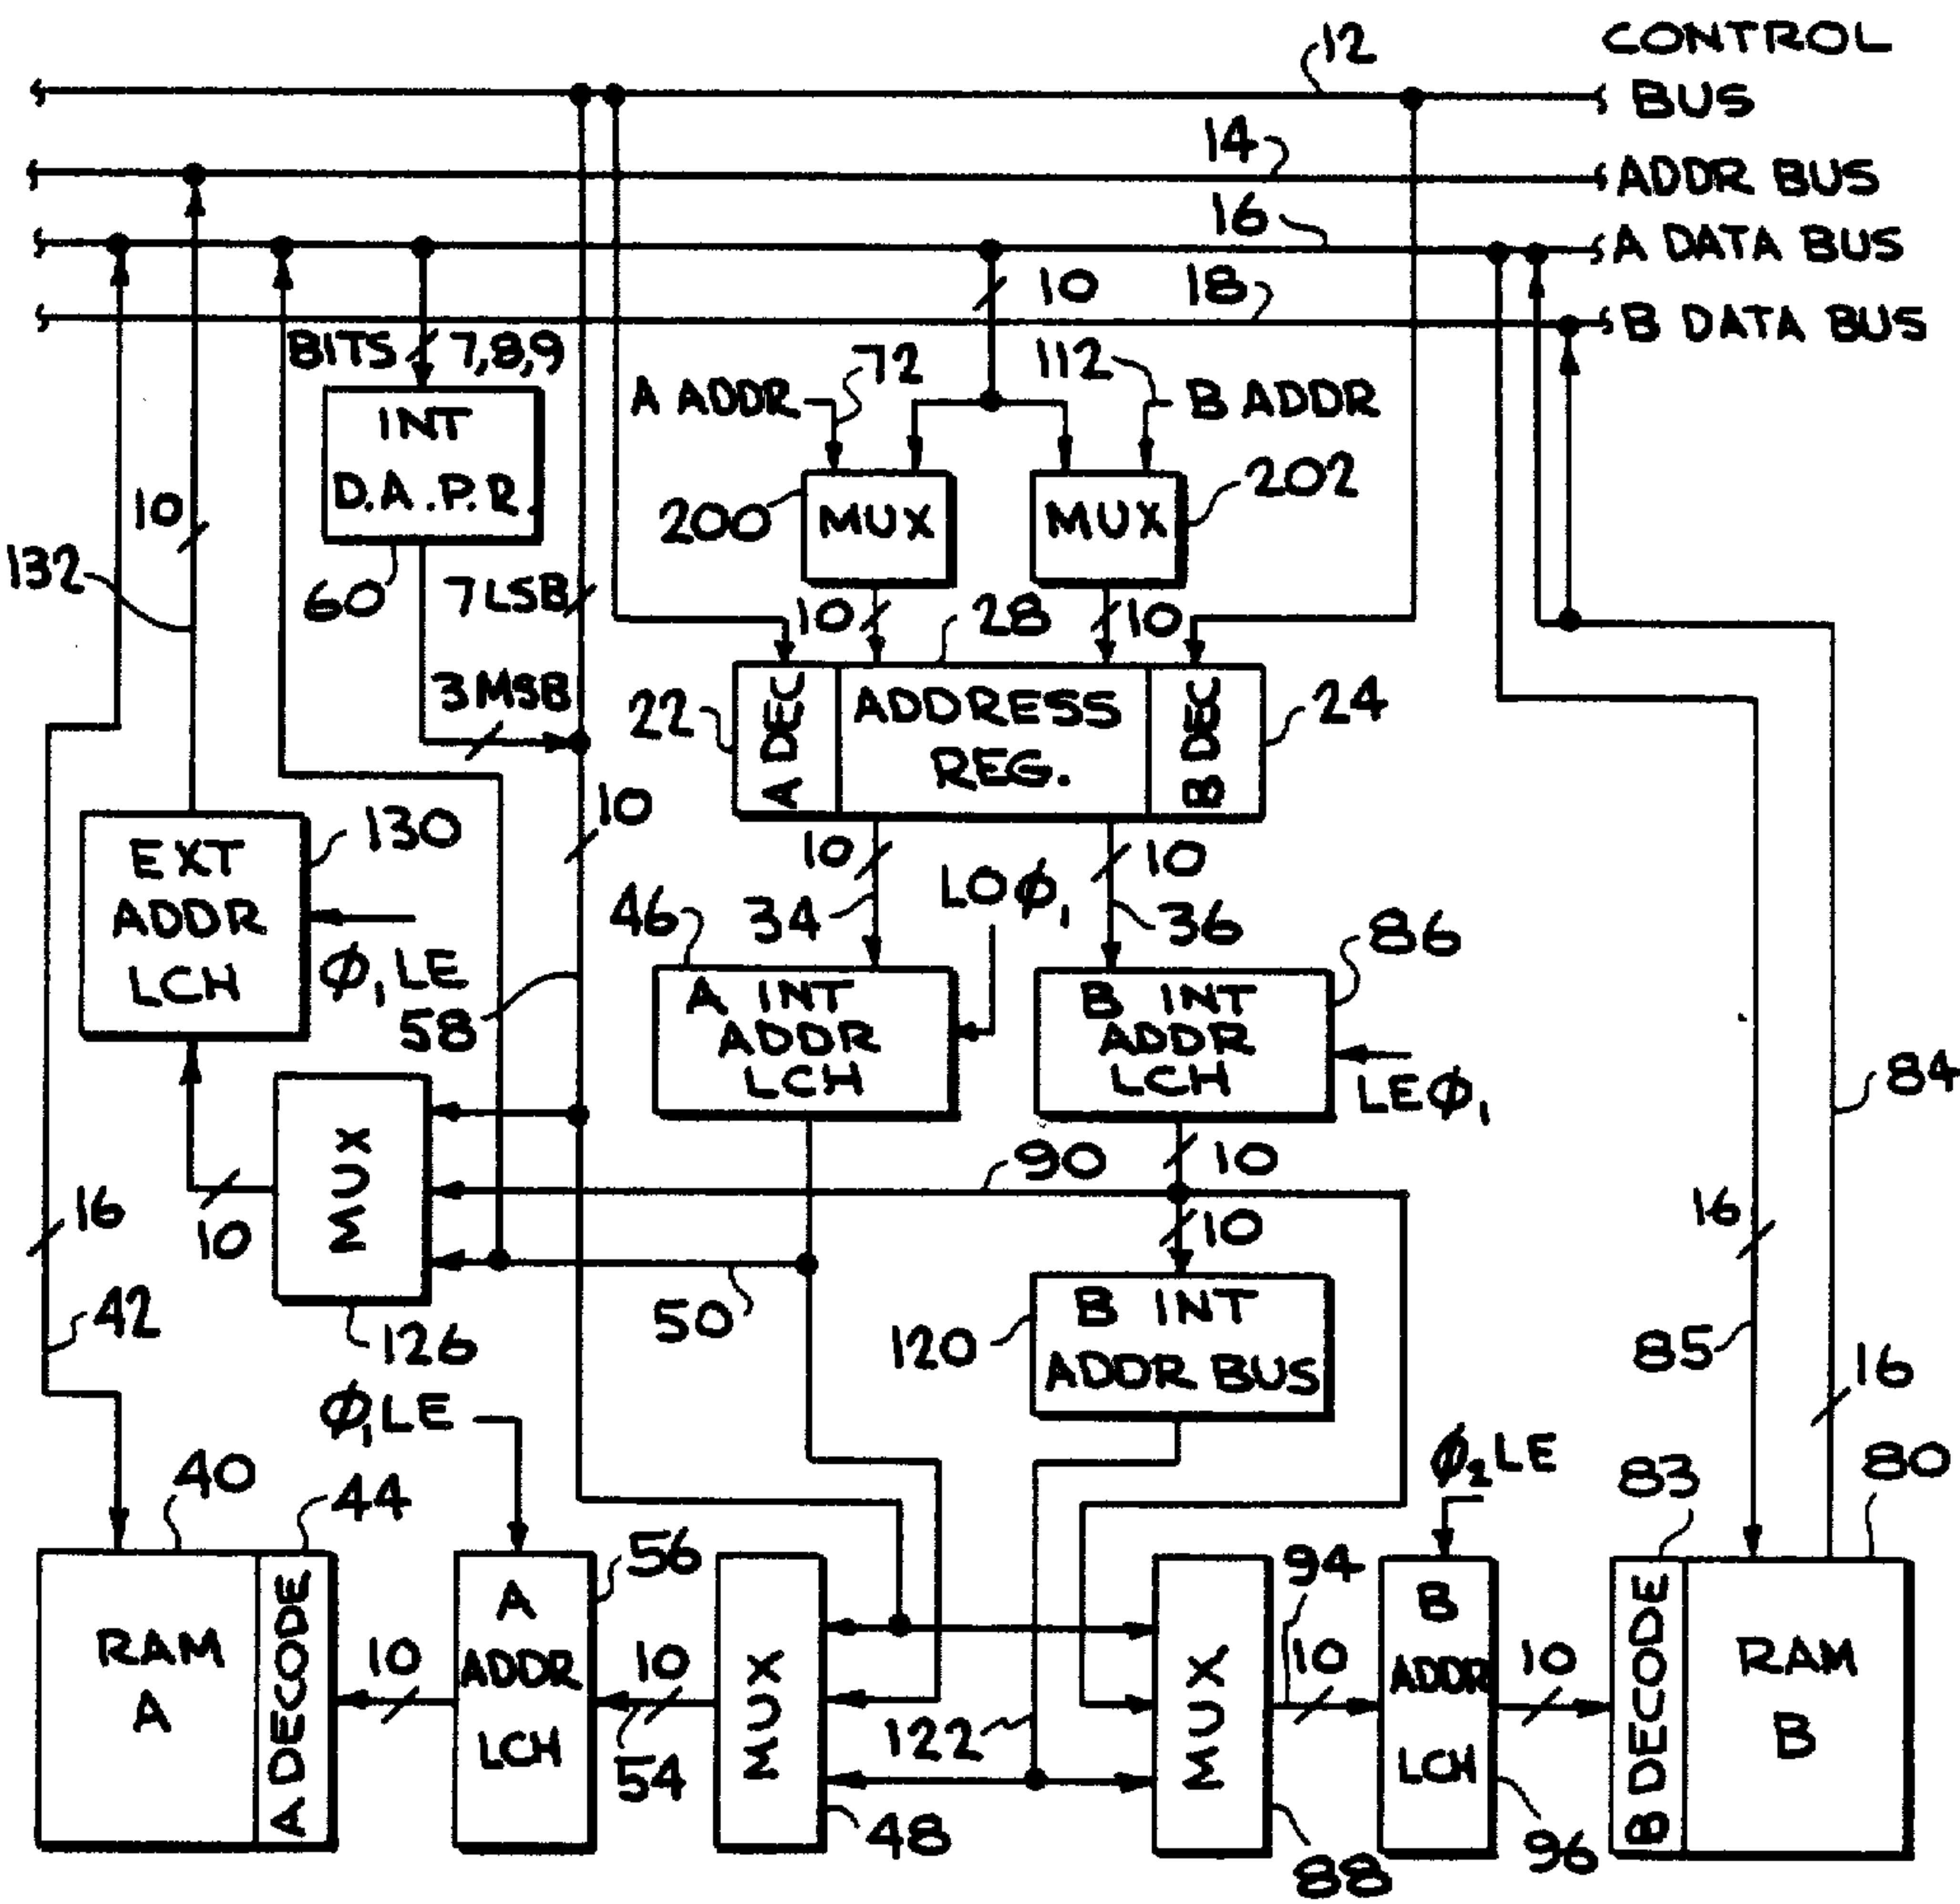 12
CONTROL
BUS
14
ADDR BUS
16
A DATA BUS
10
18
B DATA BUS
BITS 7,8,9
72
112
A ADDR
B ADDR
INT
D.A.P.R.
10
200
MUX
MUX
202
132
60
7 LSB
10
28
10
3 MSB
22
A DEC
ADDRESS
REG.
B DEC
24
10
130
EXT
ADDR
LCH
10
10
LOϕ₁
46
34
36
86
ϕ₁LE
58
A INT
ADDR
LCH
B INT
ADDR
LCH
LEϕ₁
84
MUX
90
10
16
10
10
16
42
126
50
120
B INT
ADDR BUS
85
16
ϕ₁LE
ϕ₂LE
40
44
83
80
56
94
RAM
A
A DECODE
10
A
ADDR
LCH
10
54
MUX
122
48
MUX
10
88
B
ADDR
LCH
10
96
B DECODE
RAM
B